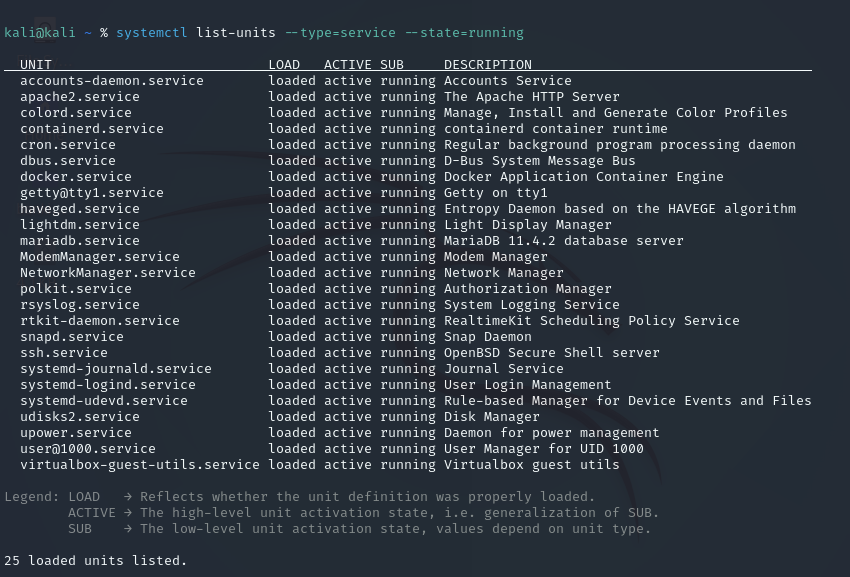 kali@kali ~ % systemctl list-units --type=service --state=running
UNIT LOAD ACTIVE SUB DESCRIPTION
accounts-daemon.service loaded active running Accounts Service
apache2.service loaded active running The Apache HTTP Server
colord.service loaded active running Manage, Install and Generate Color Profiles
containerd.service loaded active running containerd container runtime
cron.service loaded active running Regular background program processing daemon
dbus.service loaded active running D-Bus System Message Bus
docker.service loaded active running Docker Application Container Engine
getty@tty1.service loaded active running Getty on tty1
haveged.service loaded active running Entropy Daemon based on the HAVEGE algorithm
lightdm.service loaded active running Light Display Manager
mariadb.service loaded active running MariaDB 11.4.2 database server
ModemManager.service loaded active running Modem Manager
NetworkManager.service loaded active running Network Manager
polkit.service loaded active running Authorization Manager
rsyslog.service loaded active running System Logging Service
rtkit-daemon.service loaded active running RealtimeKit Scheduling Policy Service
snapd.service loaded active running Snap Daemon
ssh.service loaded active running OpenBSD Secure Shell server
systemd-journald.service loaded active running Journal Service
systemd-logind.service loaded active running User Login Management
systemd-udevd.service loaded active running Rule-based Manager for Device Events and Files
udisks2.service loaded active running Disk Manager
upower.service loaded active running Daemon for power management
user@1000.service loaded active running User Manager for UID 1000
virtualbox-guest-utils.service loaded active running Virtualbox guest utils
Legend: LOAD → Reflects whether the unit definition was properly loaded.
ACTIVE → The high-level unit activation state, i.e. generalization of SUB.
SUB → The low-level unit activation state, values depend on unit type.
25 loaded units listed.